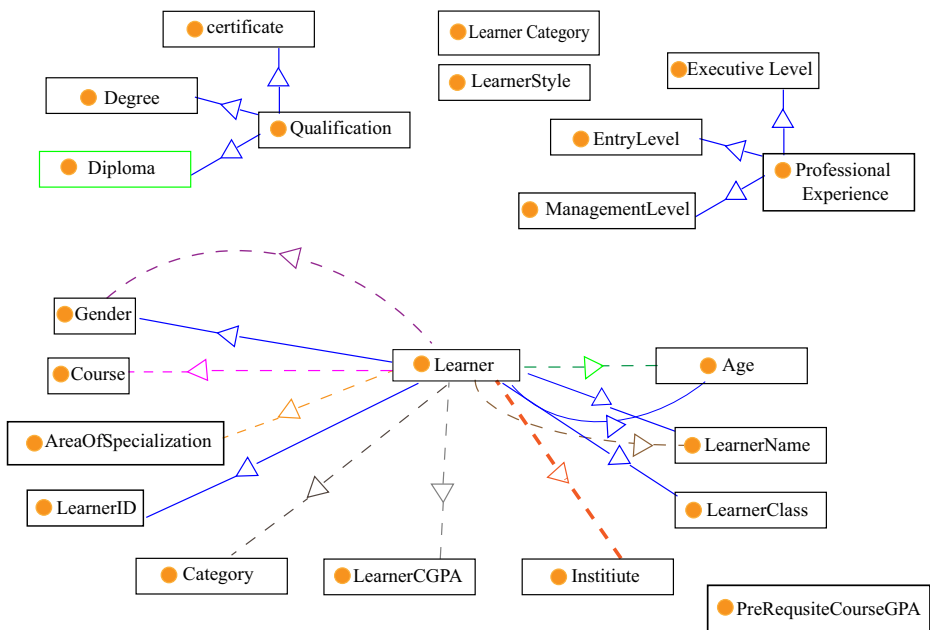 certificate
Learner Category
Executive Level
LearnerStyle
Degree
Qualification
EntryLevel
Diploma
Professional
Experience
ManagementLevel
Gender
Learner
Age
Course
AreaOfSpecialization
LearnerName
LearnerID
LearnerClass
Category
LearnerCGPA
Institiute
PreRequsiteCourseGPA